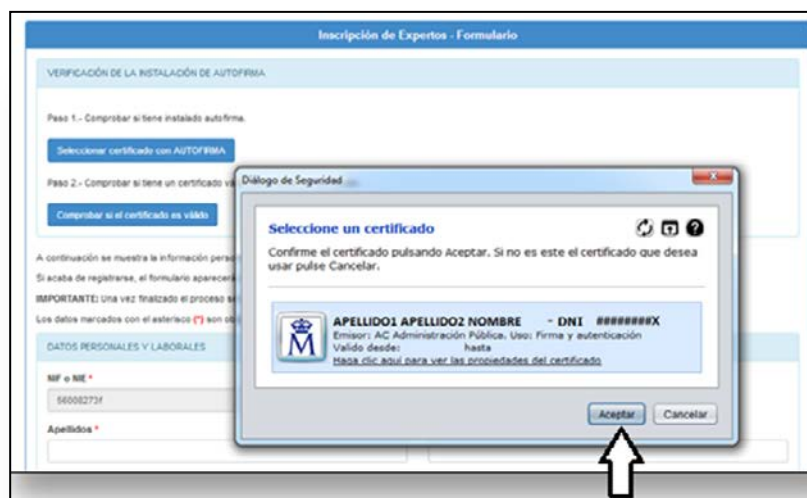 Inscripción de Expertos - Formulario
VERIFICACIÓN DE LA INSTALACIÓN DE AUTOFIRMA
Paso 1.- Comprobar si tiene instalado autofirma.
Seleccionar certificado con AUTOFIRMA
Paso 2.- Comprobar si tiene un certificado vá
Comprobar si el certificado es válido
A continuación se muestra la información perso
Si acaba de registrarse, el formulario aparecerá
IMPORTANTE: Una vez finalizado el proceso se
Los datos marcados con el asterisco (*) son ob
DATOS PERSONALES Y LABORALES
NIF o NIE *
56008273f
Apellidos *
Diálogo de Seguridad
Seleccione un certificado
Confirme el certificado pulsando Aceptar. Si no es este el certificado que desea
usar pulse Cancelar.
M
APELLIDO1 APELLIDO2 NOMBRE - DNI ########X
Emisor: AC Administración Pública. Uso: Firma y autenticación
Valido desde: hasta
Haga clic aquí para ver las propiedades del certificado
Aceptar
Cancelar